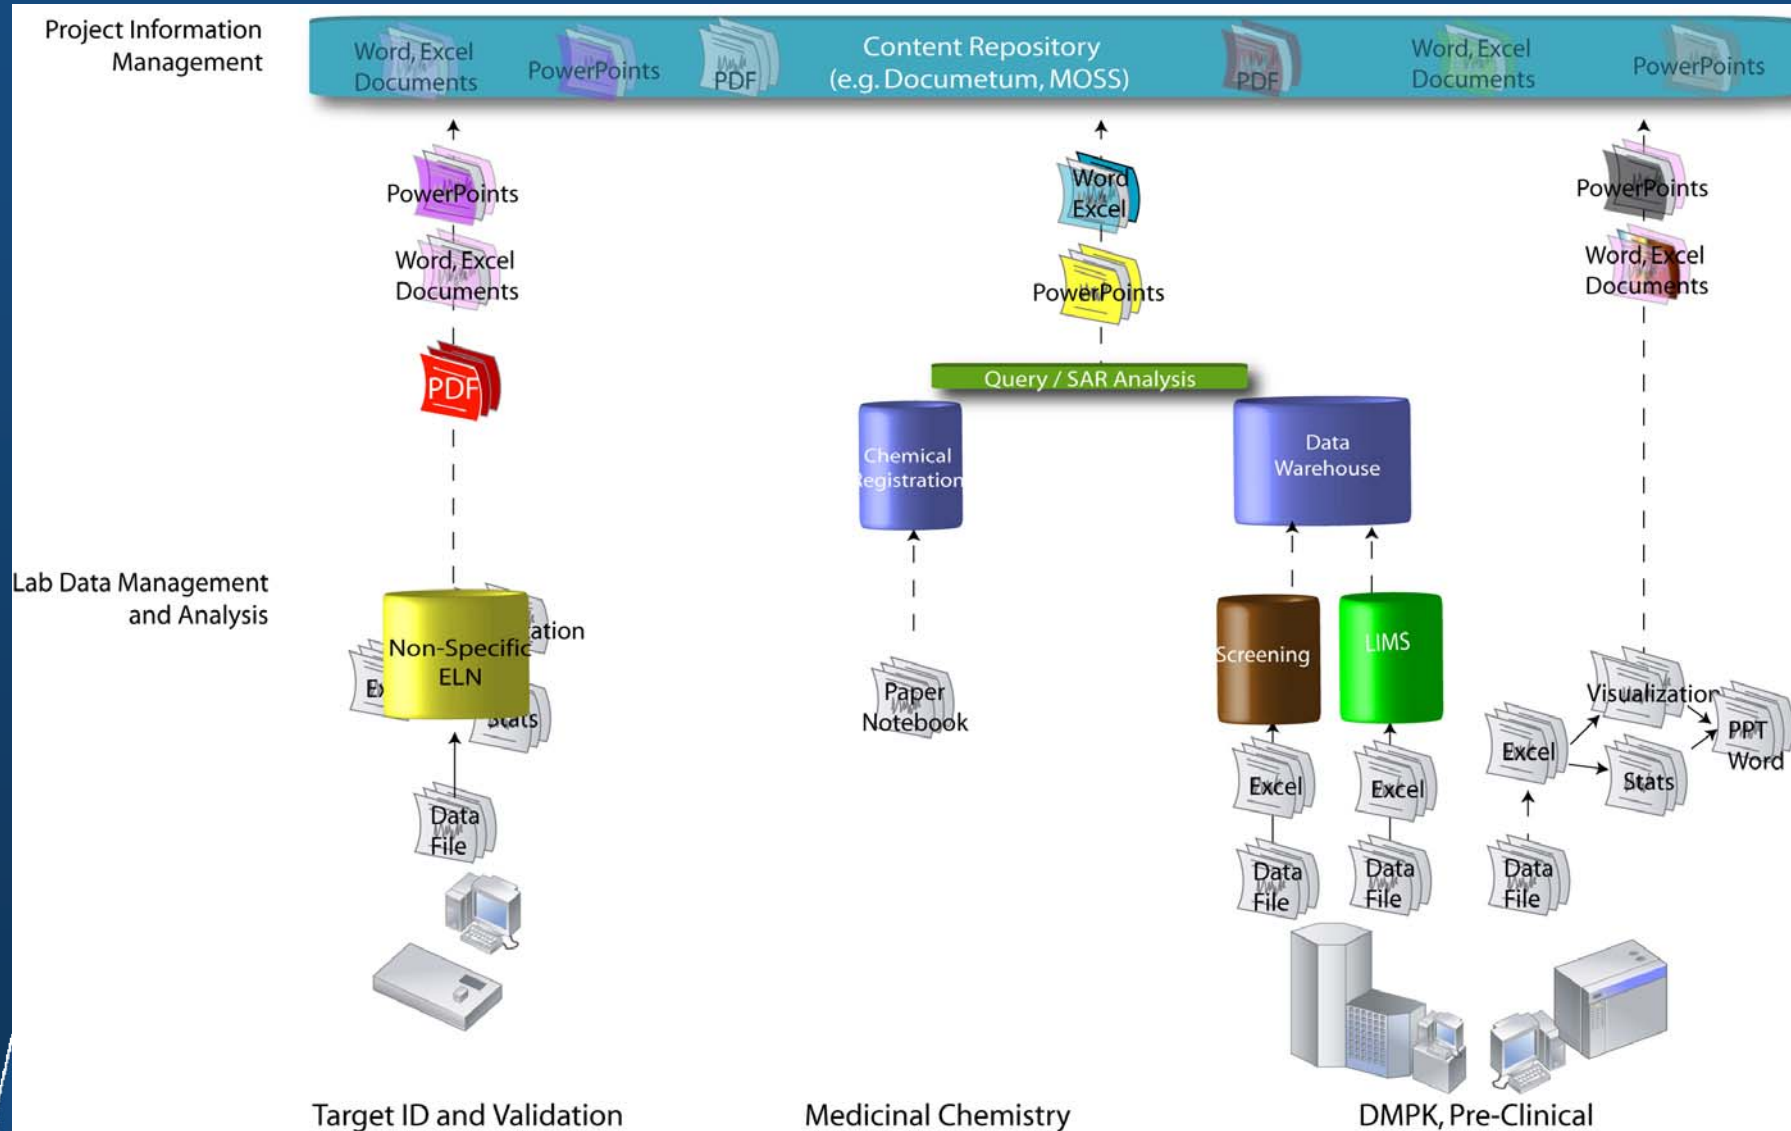 Project Information
Management
Word, Excel
Documents
PowerPoints
PDF
Content Repository
(e.g. Documetum, MOSS)
PDF
Word, Excel
Documents
PowerPoints
PowerPoints
Word, Excel
Documents
PDF
Word
Excel
PowerPoints
PowerPoints
Word, Excel
Documents
Query / SAR Analysis
Chemical
Registration
Data
Warehouse
Lab Data Management
and Analysis
Non-Specific
ELN
Stats
Paper
Notebook
Screening
LIMS
Visualization
Excel
Stats
PPT
Word
Data
File
Excel
Excel
Data
File
Data
File
Data
File
Target ID and Validation
Medicinal Chemistry
DMPK, Pre-Clinical